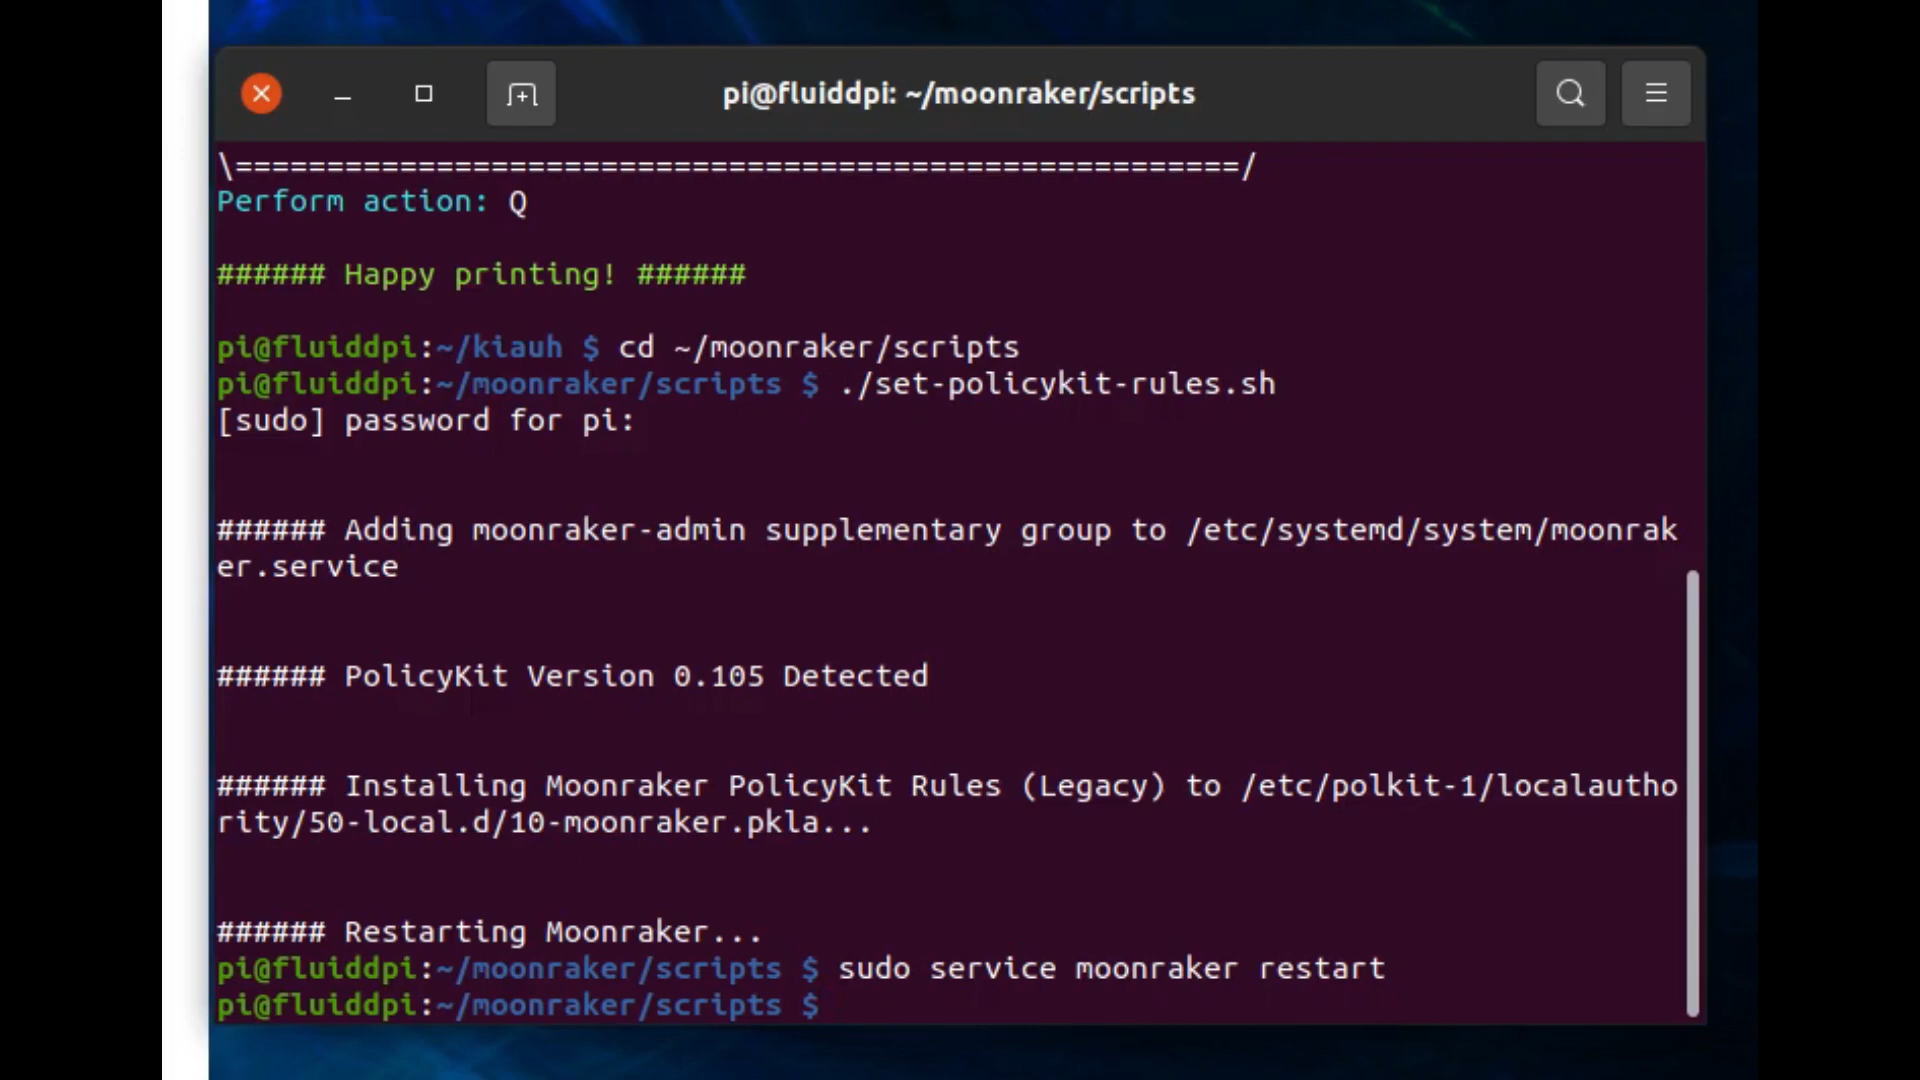 pi@fluiddpi: ~/moonraker/scripts
\=======================================================/
Perform action: Q
###### Happy printing! ######
pi@fluiddpi:~/kiauh $ cd ~/moonraker/scripts
pi@fluiddpi:~/moonraker/scripts $ ./set-policykit-rules.sh
[sudo] password for pi:
###### Adding moonraker-admin supplementary group to /etc/systemd/system/moonrak
er.service
###### PolicyKit Version 0.105 Detected
###### Installing Moonraker PolicyKit Rules (Legacy) to /etc/polkit-1/localautho
rity/50-local.d/10-moonraker.pkla...
###### Restarting Moonraker...
pi@fluiddpi:~/moonraker/scripts $ sudo service moonraker restart
pi@fluiddpi:~/moonraker/scripts $